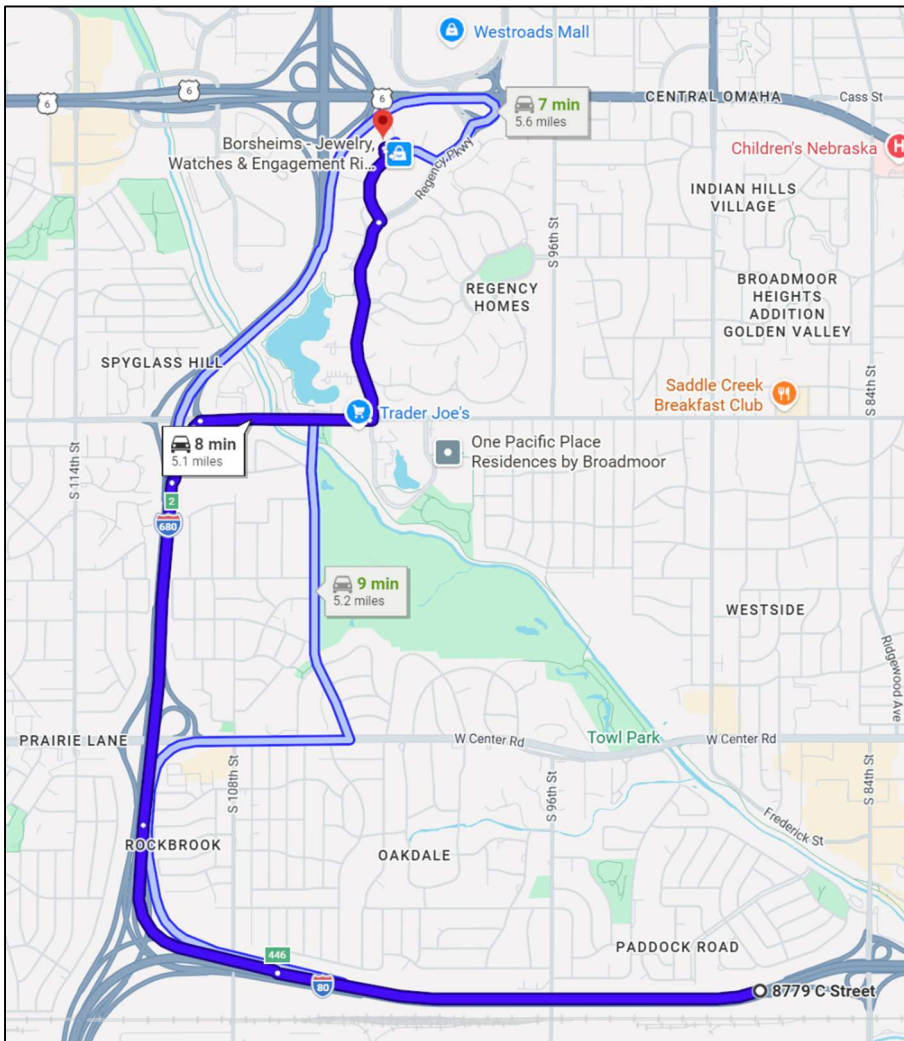 Westroads Mall
6
6
6
7 min
5.6 miles
CENTRAL OMAHA
Cass St
Borsheims - Jewelry,
Watches & Engagement Ri...
Regency Pkwy
Children's Nebraska
H
INDIAN HILLS
VILLAGE
S 96th St
REGENCY
HOMES
BROADMOOR
HEIGHTS
ADDITION
GOLDEN VALLEY
SPYGLASS HILL
S 84th St
Saddle Creek
Breakfast Club
Trader Joe's
8 min
5.1 miles
One Pacific Place
Residences by Broadmoor
S 114th St
2
680
9 min
5.2 miles
WESTSIDE
Ridgewood Ave
PRAIRIE LANE
W Center Rd
Towl Park
W Center Rd
S 108th St
S 96th St
S 84th St
Frederick St
ROCKBROOK
OAKDALE
446
80
PADDOCK ROAD
8779 C Street